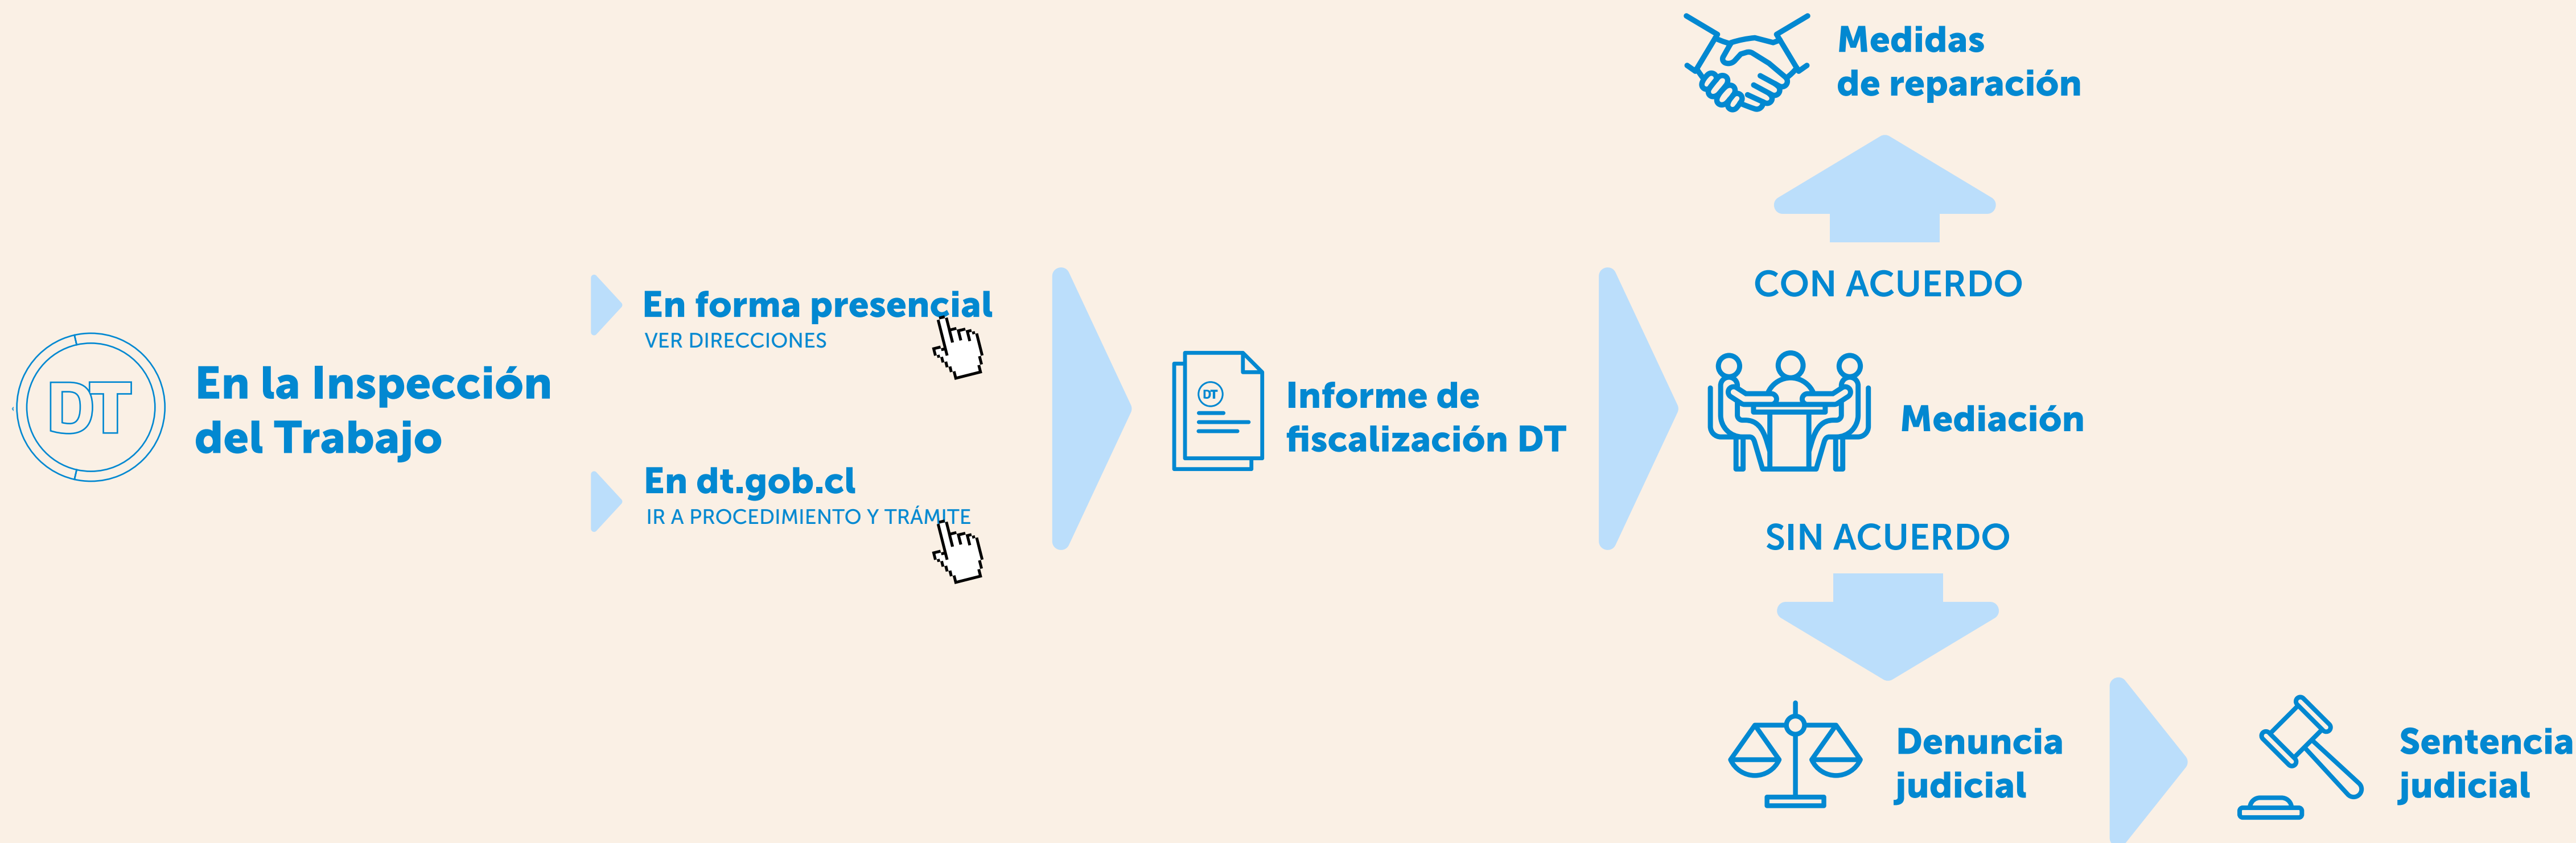 DT
En la Inspección
del Trabajo
En forma presencial
VER DIRECCIONES
En dt.gob.cl
IR A PROCEDIMIENTO Y TRÁMITE
DT
Informe de
fiscalización DT
Medidas
de reparación
CON ACUERDO
Mediación
SIN ACUERDO
Denuncia
judicial
Sentencia
judicial